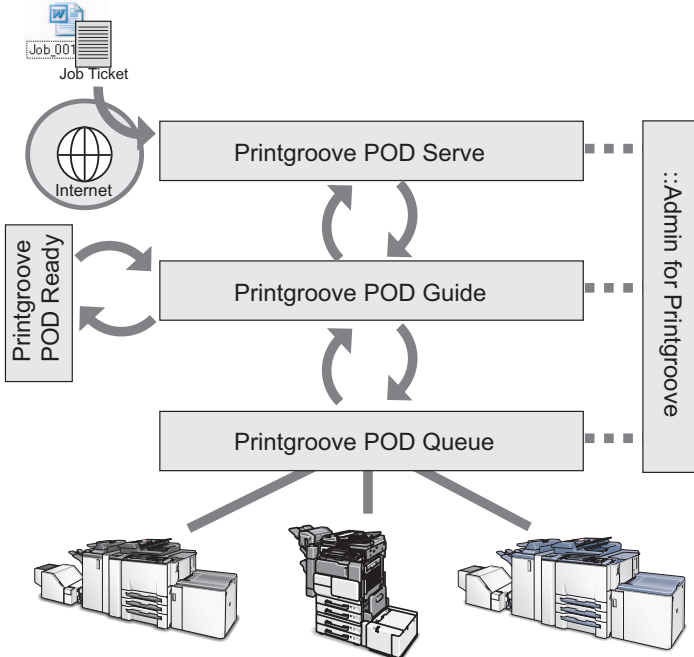 Job_001
Job Ticket
Internet
Printgroove POD Serve
Printgroove
POD Ready
Printgroove POD Guide
Printgroove POD Queue
::Admin for Printgroove